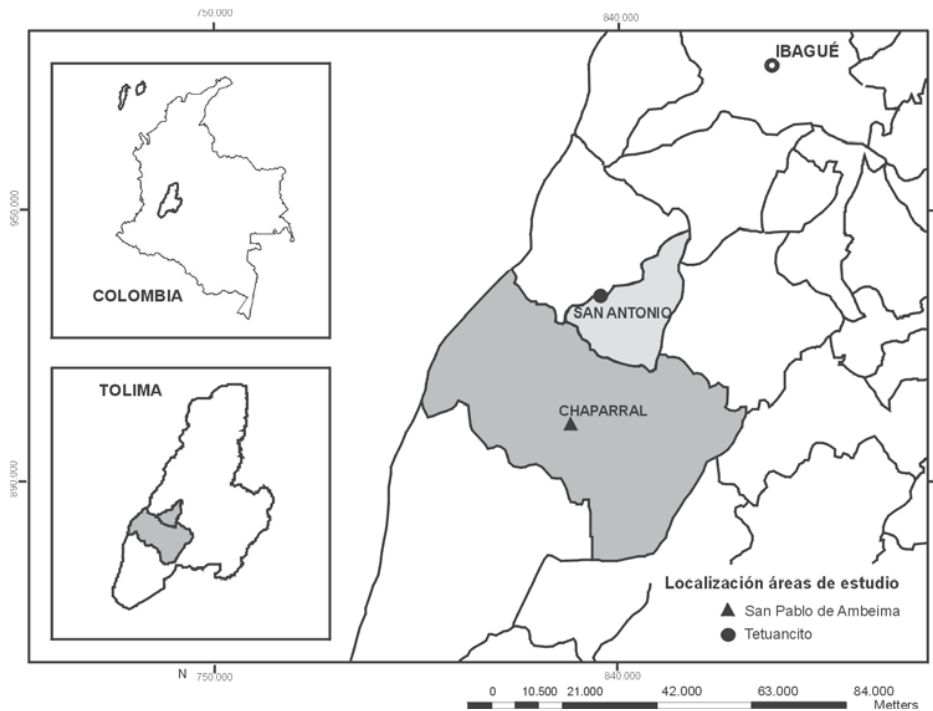 750.000
840.000
IBAGUÉ
950.000
COLOMBIA
SAN ANTONIO
TOLIMA
CHAPARRAL
890.000
Localización áreas de estudio
San Pablo de Ambeima
Tetuancito
N
750.000
840.000
0 10.500 21.000 42.000 63.000 84.000
Metters